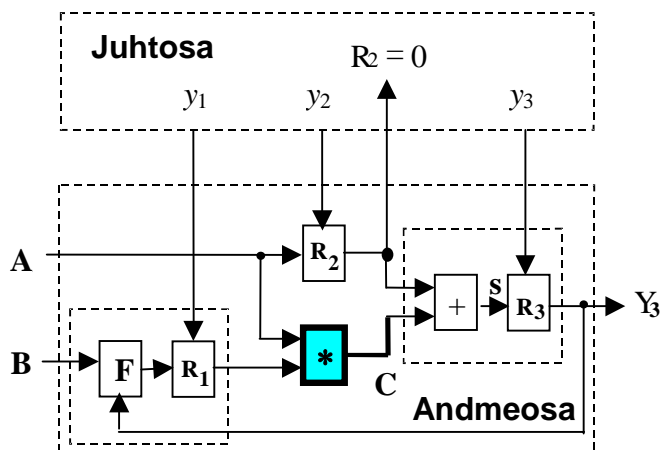 Juhtosa
R₂ = 0
y₁
y₂
y₃
A
R₂
s
+
R₃
Y₃
B
F
R₁
*
C
Andmeosa